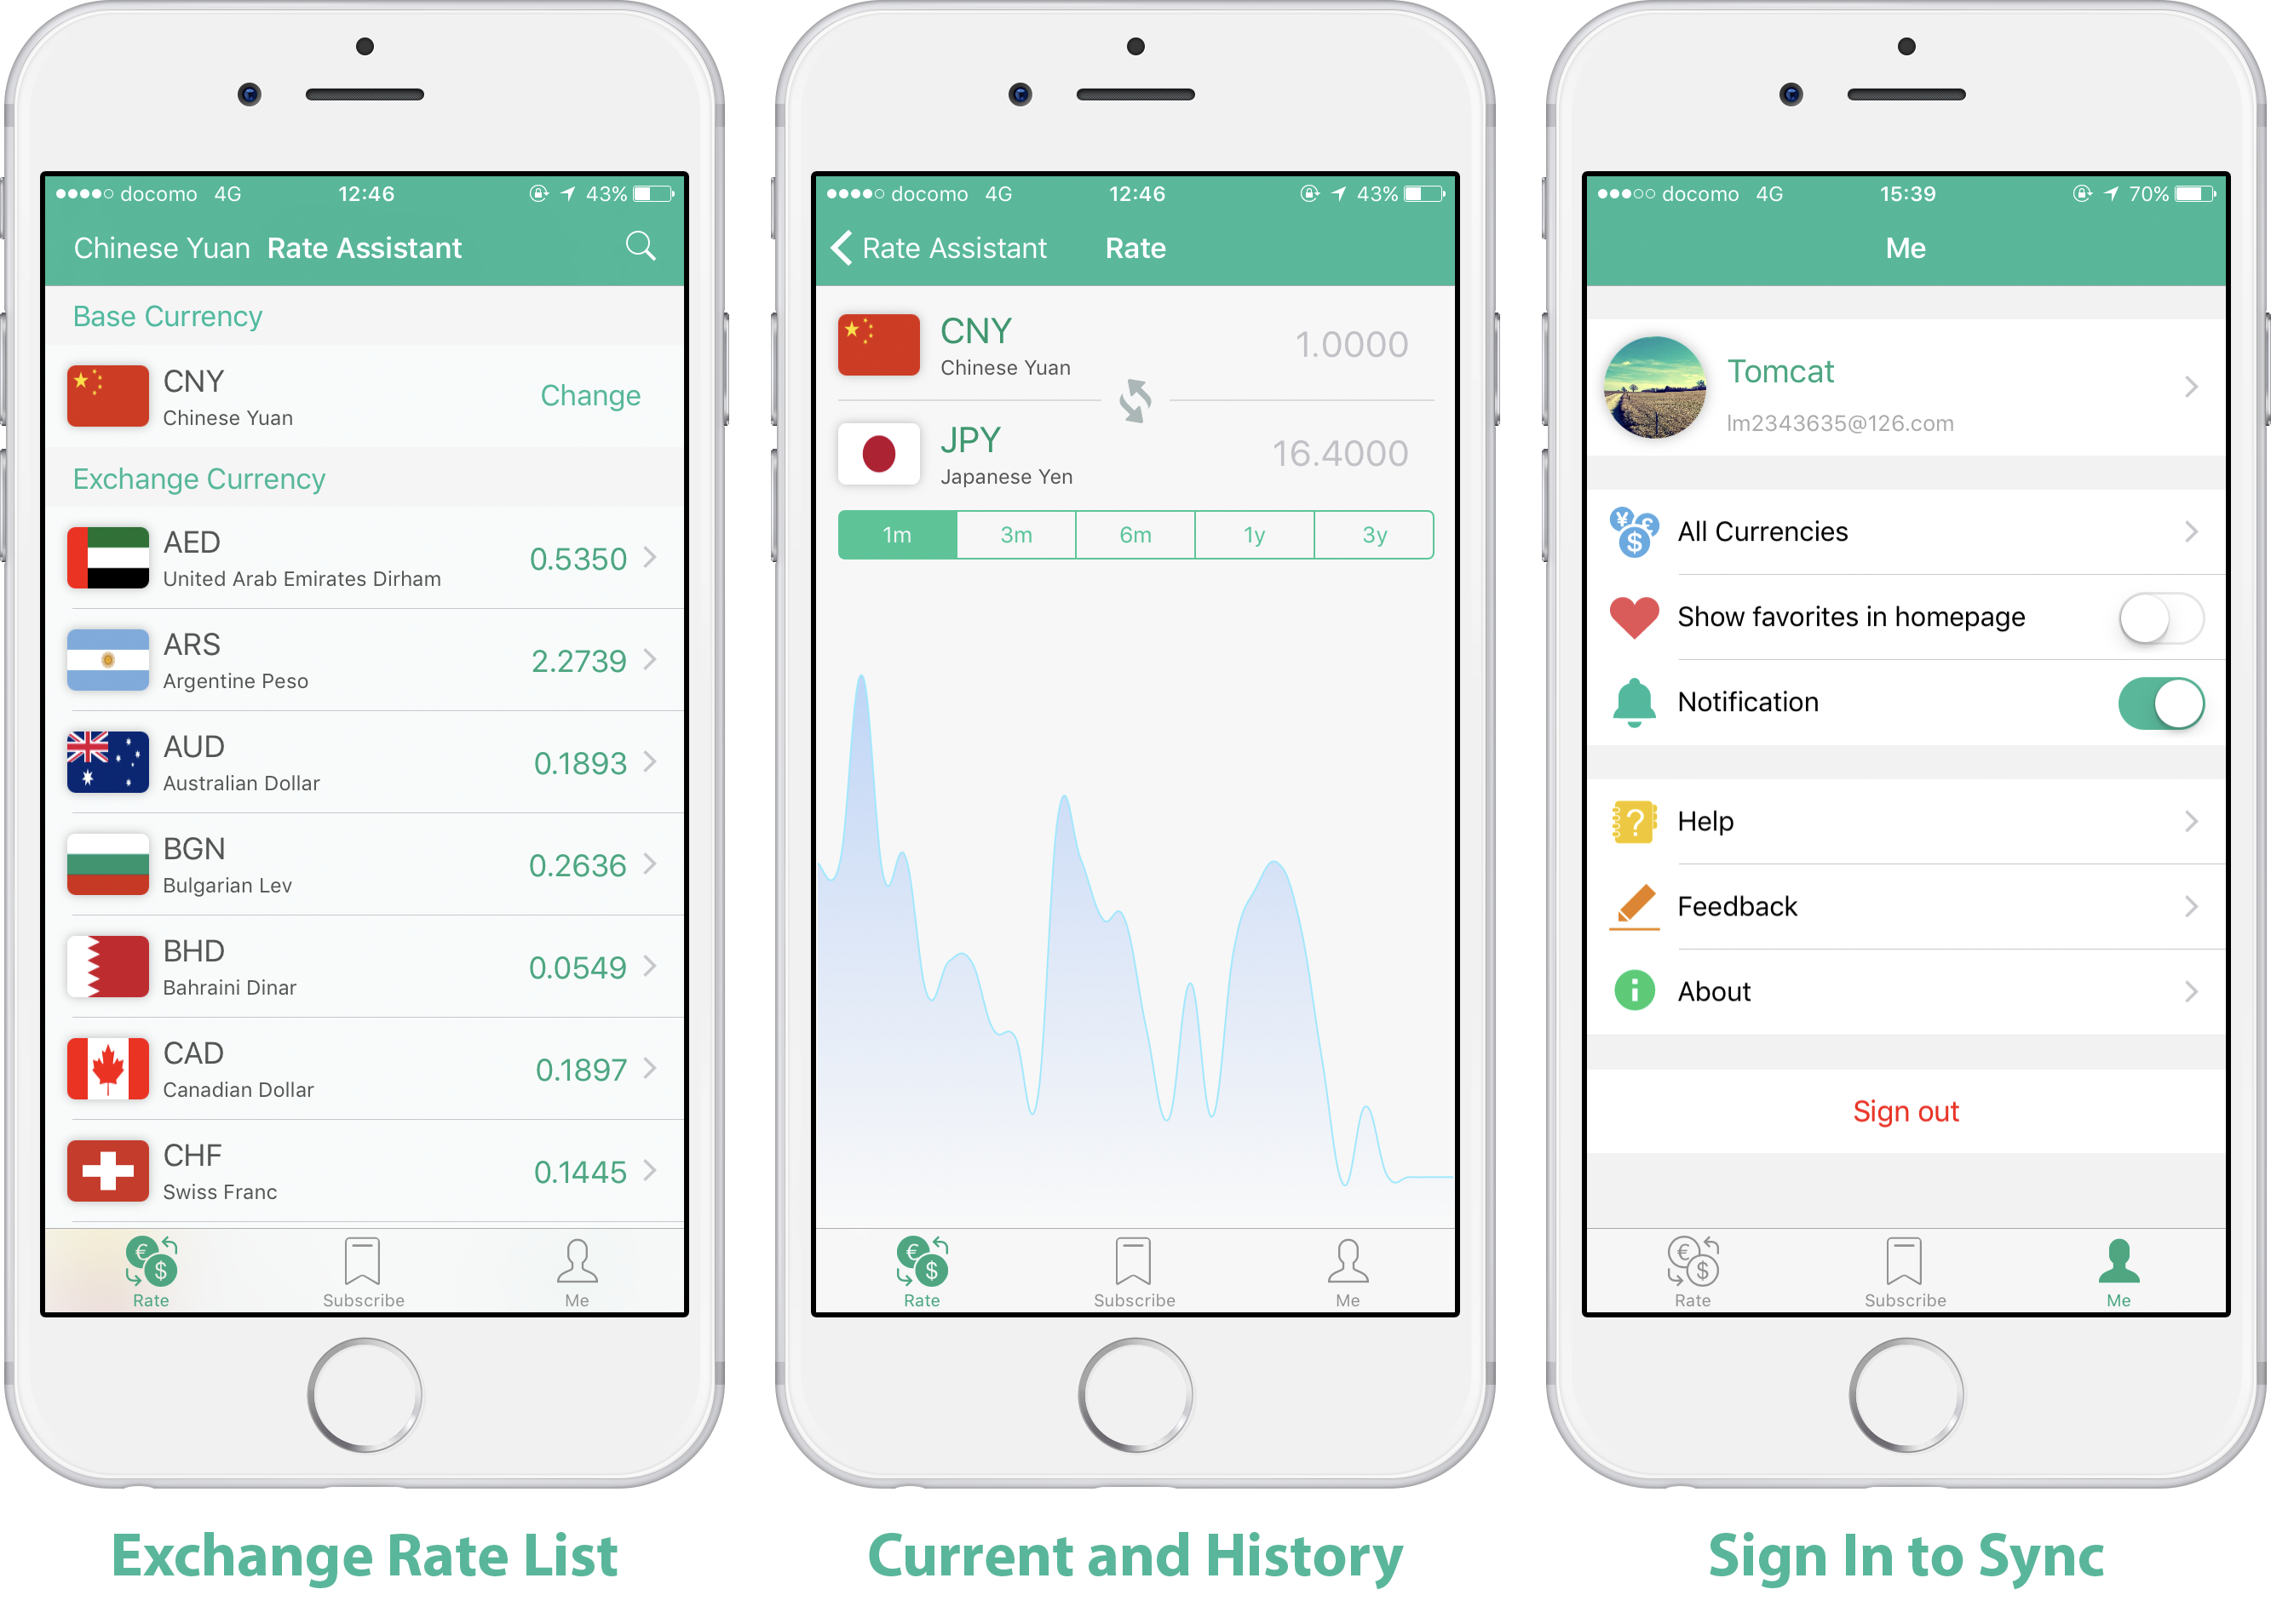 docomo 4G 12:46 43%
Chinese Yuan Rate Assistant
Base Currency
CNY
Chinese Yuan
Change
Exchange Currency
AED
United Arab Emirates Dirham
0.5350
ARS
Argentine Peso
2.2739
AUD
Australian Dollar
0.1893
BGN
Bulgarian Lev
0.2636
BHD
Bahraini Dinar
0.0549
CAD
Canadian Dollar
0.1897
CHF
Swiss Franc
0.1445
€ $
Rate Subscribe Me
Exchange Rate List
docomo 4G 12:46 43%
Rate Assistant Rate
CNY
Chinese Yuan
1.0000
JPY
Japanese Yen
16.4000
1m 3m 6m 1y 3y
€ $
Rate Subscribe Me
Current and History
docomo 4G 15:39 70%
Me
Tomcat
lm2343635@126.com
¥ £ $
All Currencies
Show favorites in homepage
Notification
?
Help
Feedback
i
About
Sign out
€ $
Rate Subscribe Me
Sign In to Sync